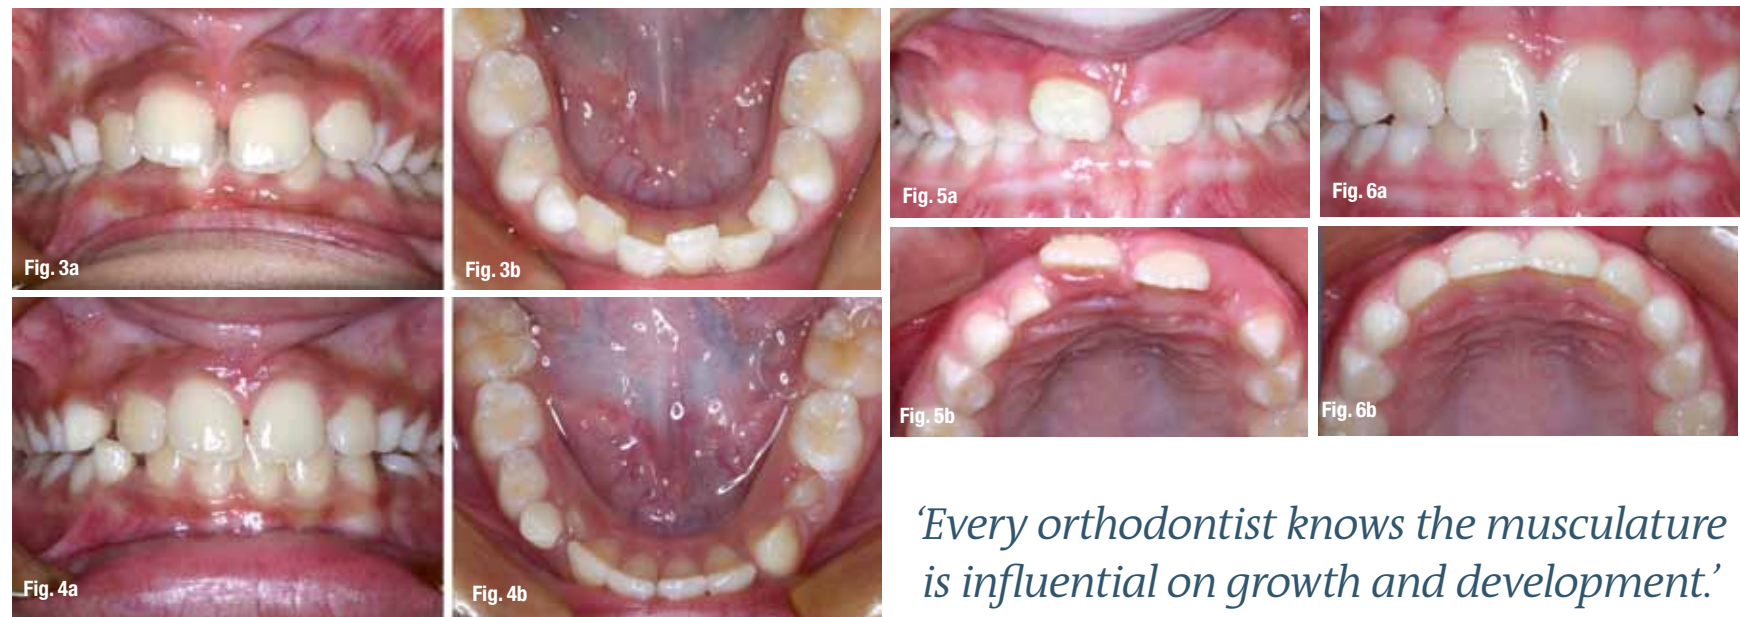 Fig. 3a
Fig. 3b
Fig. 4a
Fig. 4b
Fig. 5a
Fig. 6a
Fig. 5b
Fig. 6b
‘Every orthodontist knows the musculature
is influential on growth and development.’